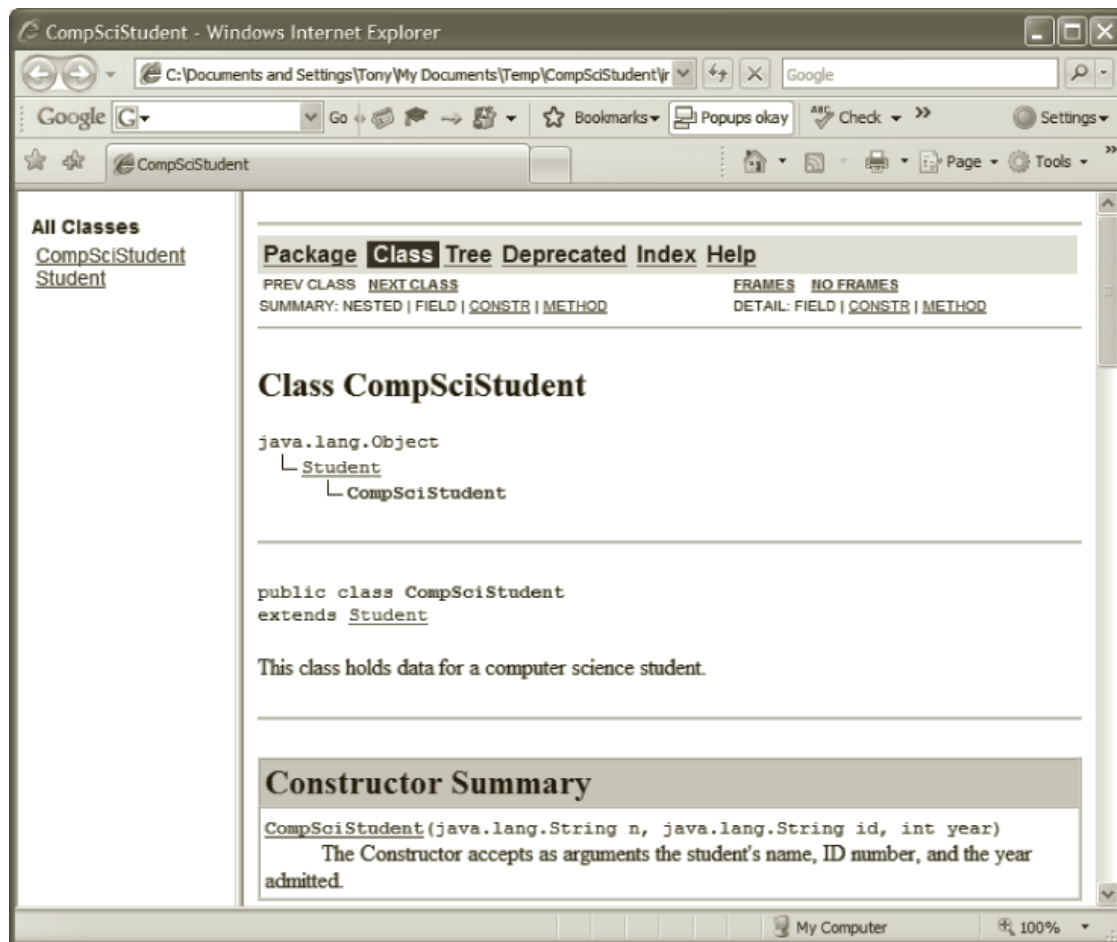 CompSciStudent - Windows Internet Explorer
C:\Documents and Settings\Tony\My Documents\Temp\CompSciStudent\ir
Google
Google G Go Bookmarks Popups okay ABC Check » Settings
CompSciStudent Page Tools »
All Classes
CompSciStudent
Student
Package Class Tree Deprecated Index Help
PREV CLASS NEXT CLASS FRAMES NO FRAMES
SUMMARY: NESTED | FIELD | CONSTR | METHOD DETAIL: FIELD | CONSTR | METHOD
Class CompSciStudent
java.lang.Object
Student
CompSciStudent
public class CompSciStudent
extends Student
This class holds data for a computer science student.
Constructor Summary
CompSciStudent(java.lang.String n, java.lang.String id, int year)
The Constructor accepts as arguments the student's name, ID number, and the year
admitted.
My Computer 100%